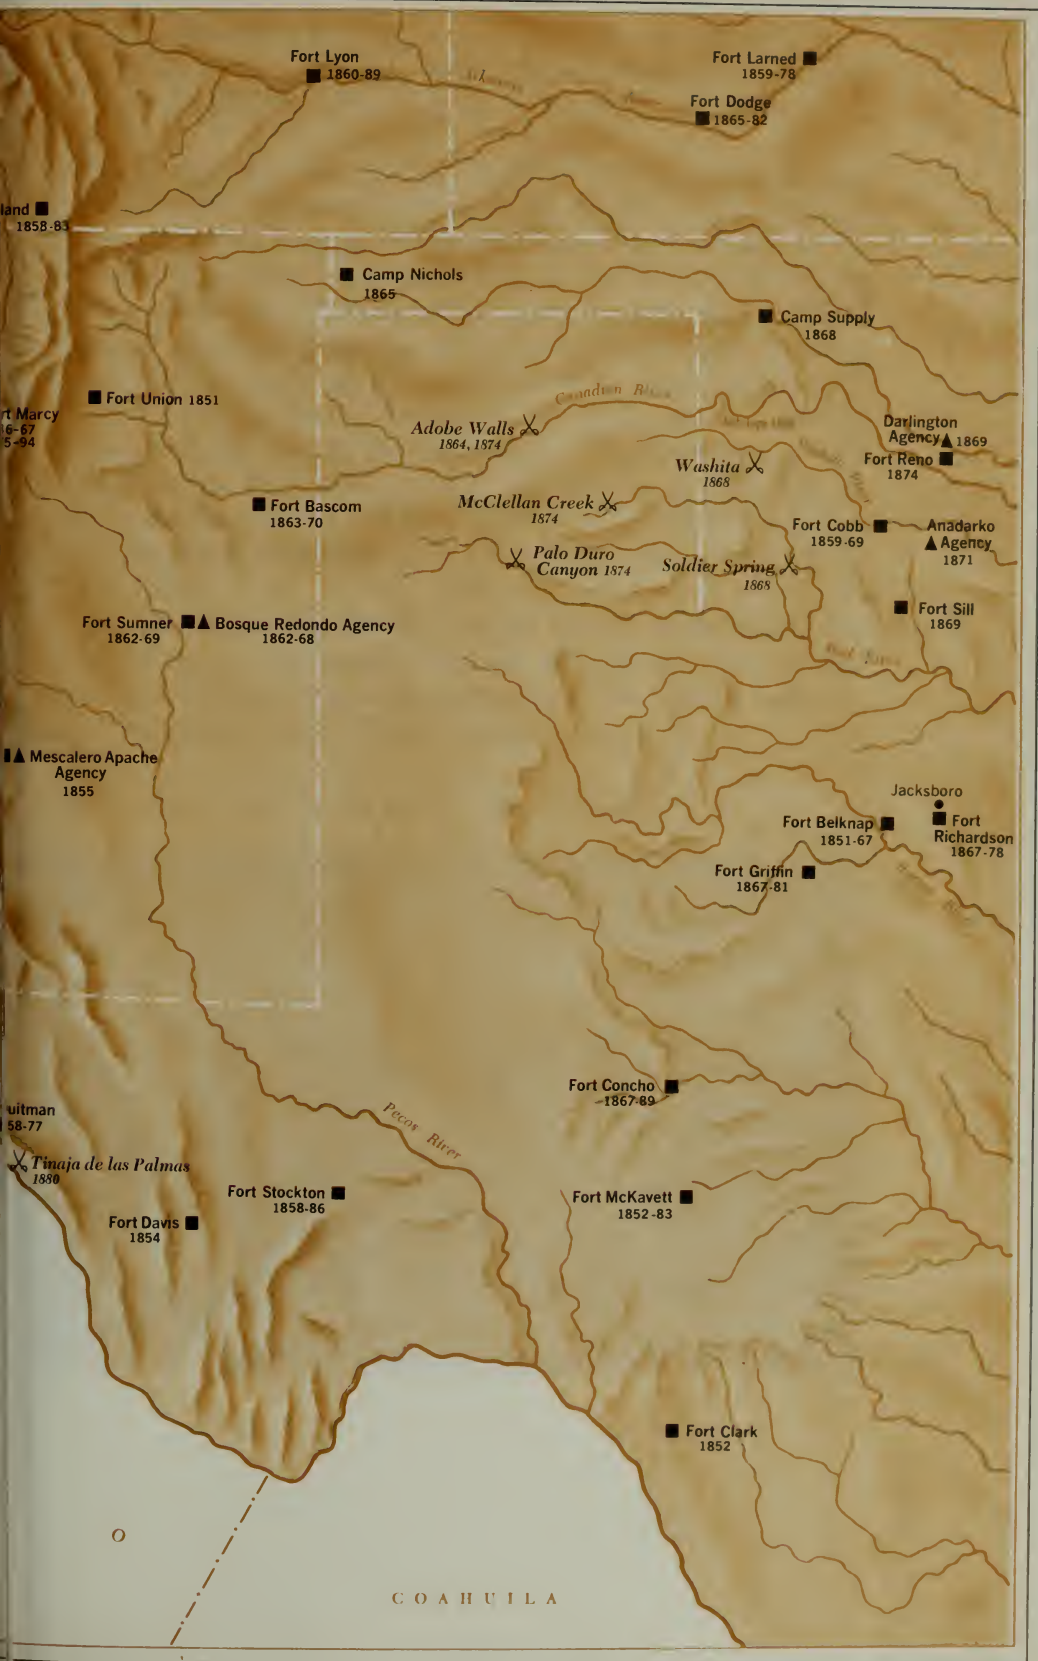 Fort Lyon
1860-89
Fort Larned
1859-78
Fort Dodge
1865-82
land
1858-83
Camp Nichols
1865
Camp Supply
1868
Fort Union 1851
rt Marcy
6-67
5-94
Canadian River
Adobe Walls
1864, 1874
Darlington
Agency 1869
Fort Reno
1874
Washita
1868
McClellan Creek
1874
Fort Bascom
1863-70
Fort Cobb
1859-69
Anadarko
Agency
1871
Palo Duro
Canyon 1874
Soldier Spring
1868
Fort Sill
1869
Fort Sumner
1862-69
Bosque Redondo Agency
1862-68
Red River
Mescalero Apache
Agency
1855
Jacksboro
Fort
Richardson
1867-78
Fort Belknap
1851-67
Fort Griffin
1867-81
Fort Concho
1867-89
Pecos River
uitman
58-77
Tinaja de las Palmas
1880
Fort Stockton
1858-86
Fort McKavett
1852-83
Fort Davis
1854
Fort Clark
1852
O
COAHUILA